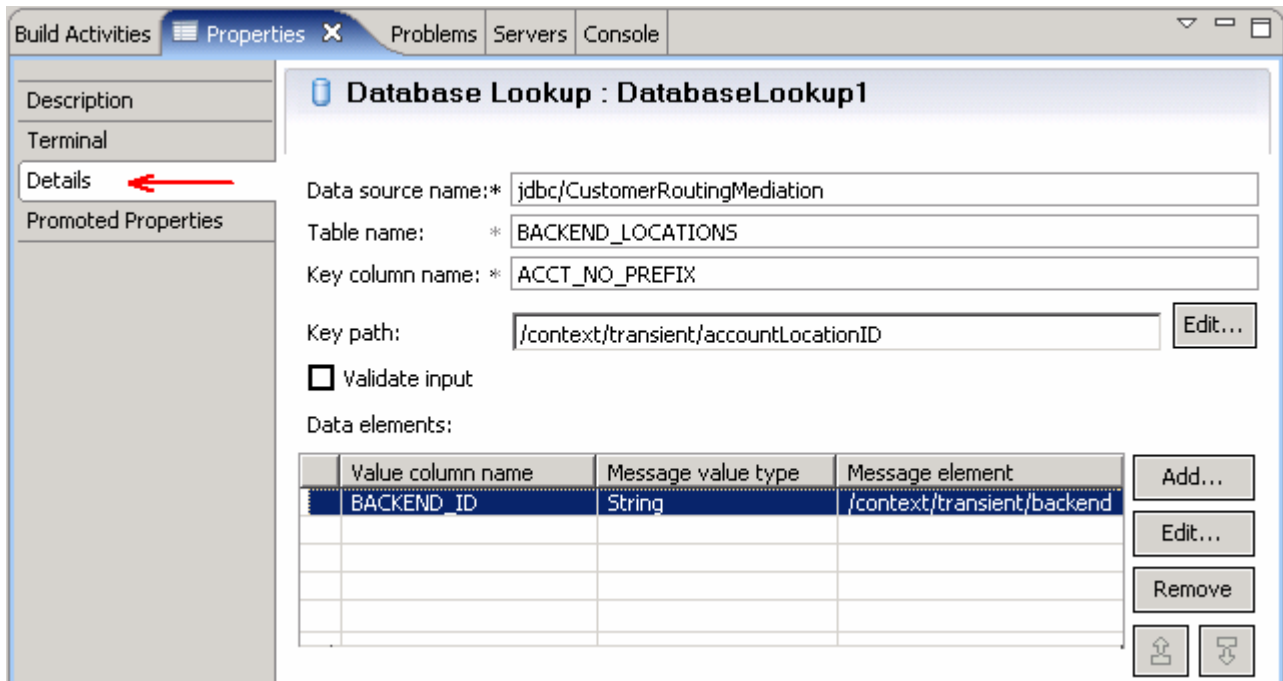 Build Activities Properties Problems Servers Console
Description
Terminal
Details
Promoted Properties
Database Lookup : DatabaseLookup1
Data source name:* jdbc/CustomerRoutingMediation
Table name: * BACKEND_LOCATIONS
Key column name: * ACCT_NO_PREFIX
Key path: /context/transient/accountLocationID Edit...
Validate input
Data elements:
Value column name Message value type Message element
BACKEND_ID String /context/transient/backend
Add...
Edit...
Remove